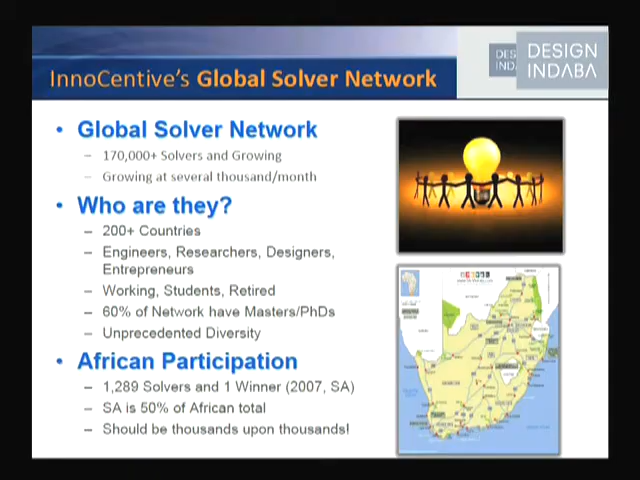 InnoCentive's Global Solver Network
DES
IND
DESIGN
INDABA
• Global Solver Network
– 170,000+ Solvers and Growing
– Growing at several thousand/month
• Who are they?
– 200+ Countries
– Engineers, Researchers, Designers,
Entrepreneurs
– Working, Students, Retired
– 60% of Network have Masters/PhDs
– Unprecedented Diversity
• African Participation
– 1,289 Solvers and 1 Winner (2007, SA)
– SA is 50% of African total
– Should be thousands upon thousands!